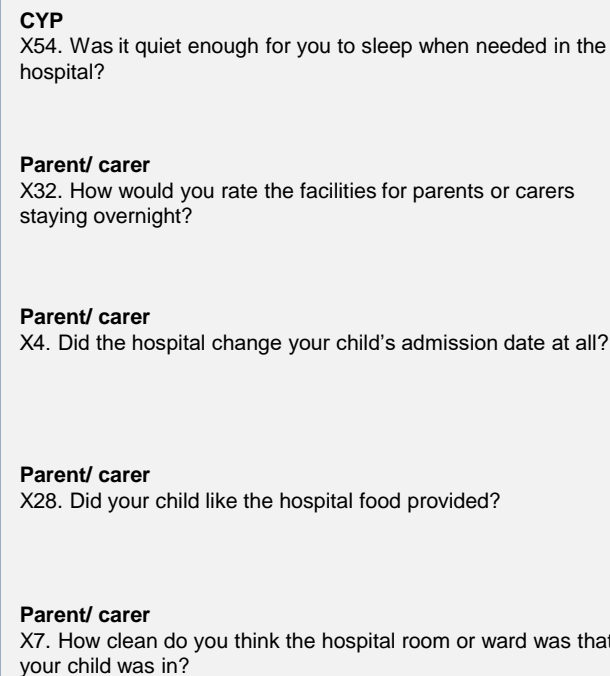 CYP
X54. Was it quiet enough for you to sleep when needed in the
hospital?
Parent/ carer
X32. How would you rate the facilities for parents or carers
staying overnight?
Parent/ carer
X4. Did the hospital change your child’s admission date at all?
Parent/ carer
X28. Did your child like the hospital food provided?
Parent/ carer
X7. How clean do you think the hospital room or ward was that
your child was in?